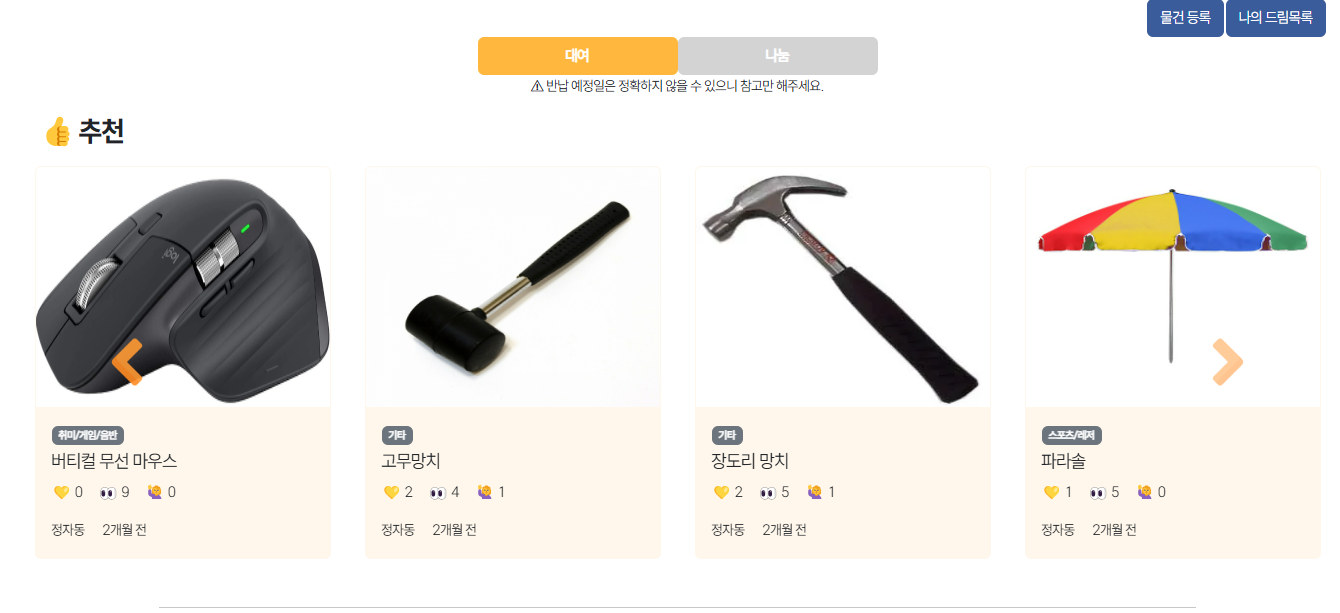 물건 등록 나의 드림목록
대여 나눔
⚠ 반납 예정일은 정확하지 않을 수 있으니 참고만 해주세요.
👍 추천
logi
취미/게임/음반
버티컬 무선 마우스
💛 0 👀 9 🙋 0
정자동 2개월 전
기타
고무망치
💛 2 👀 4 🙋 1
정자동 2개월 전
기타
장도리 망치
💛 2 👀 5 🙋 1
정자동 2개월 전
스포츠/레저
파라솔
💛 1 👀 5 🙋 0
정자동 2개월 전